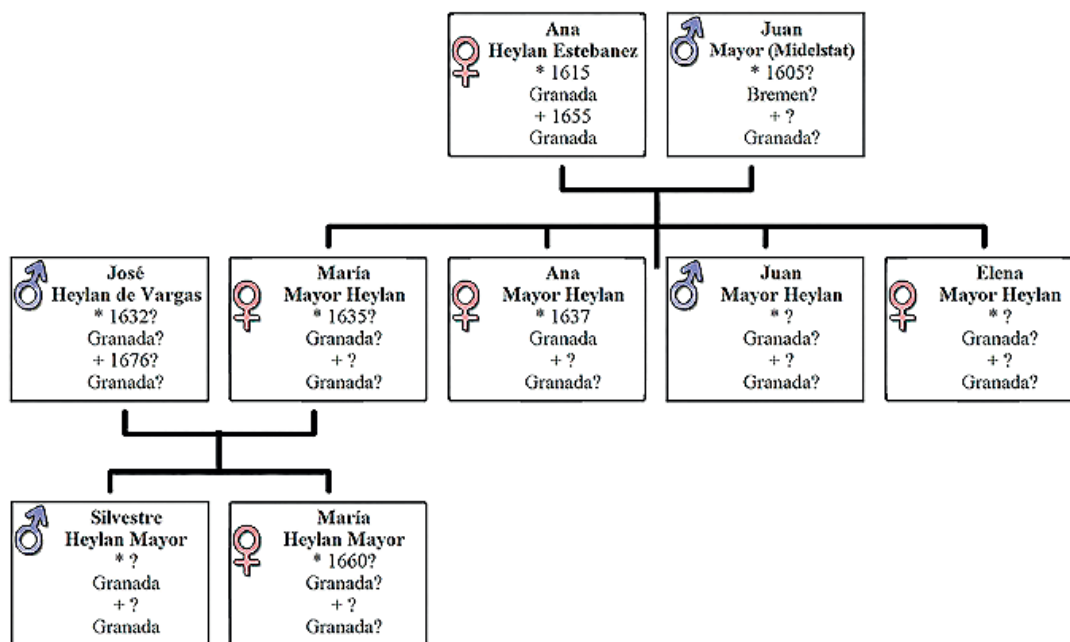 Ana
Heylan Estebanez
* 1615
Granada
+ 1655
Granada
Juan
Mayor (Midelstat)
* 1605?
Bremen?
+ ?
Granada?
José
Heylan de Vargas
* 1632?
Granada?
+ 1676?
Granada?
María
Mayor Heylan
* 1635?
Granada?
+ ?
Granada?
Ana
Mayor Heylan
* 1637
Granada
+ ?
Granada?
Juan
Mayor Heylan
* ?
Granada?
+ ?
Granada?
Elena
Mayor Heylan
* ?
Granada?
+ ?
Granada?
Silvestre
Heylan Mayor
* ?
Granada
+ ?
Granada
María
Heylan Mayor
* 1660?
Granada?
+ ?
Granada?